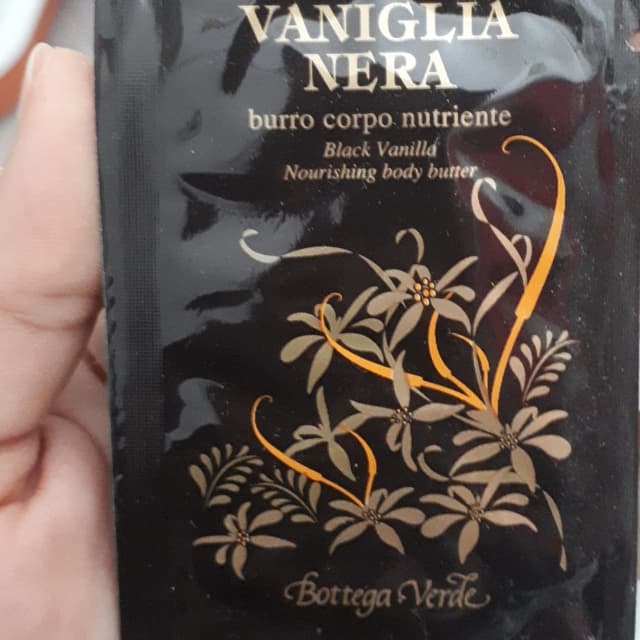 VANIGLIA
NERA
burro corpo nutriente
Black Vanilla
Nourishing body butter
Bottega Verde